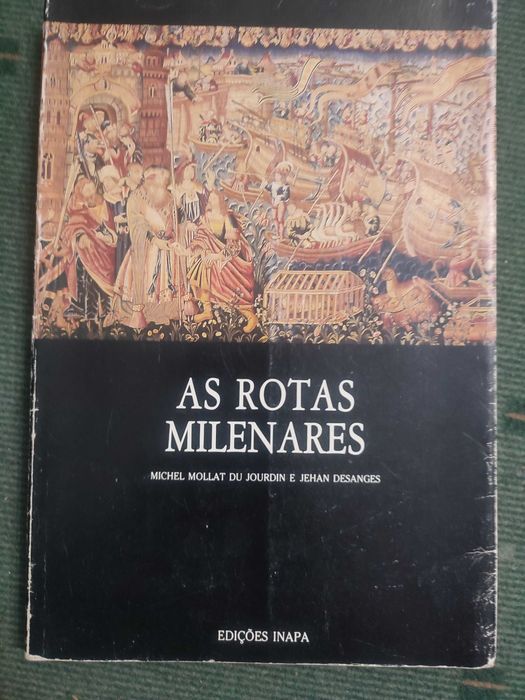 AS ROTAS
MILENARES
MICHEL MOLLAT DU JOURDIN E JEHAN DESANGES
EDIÇÕES INAPA